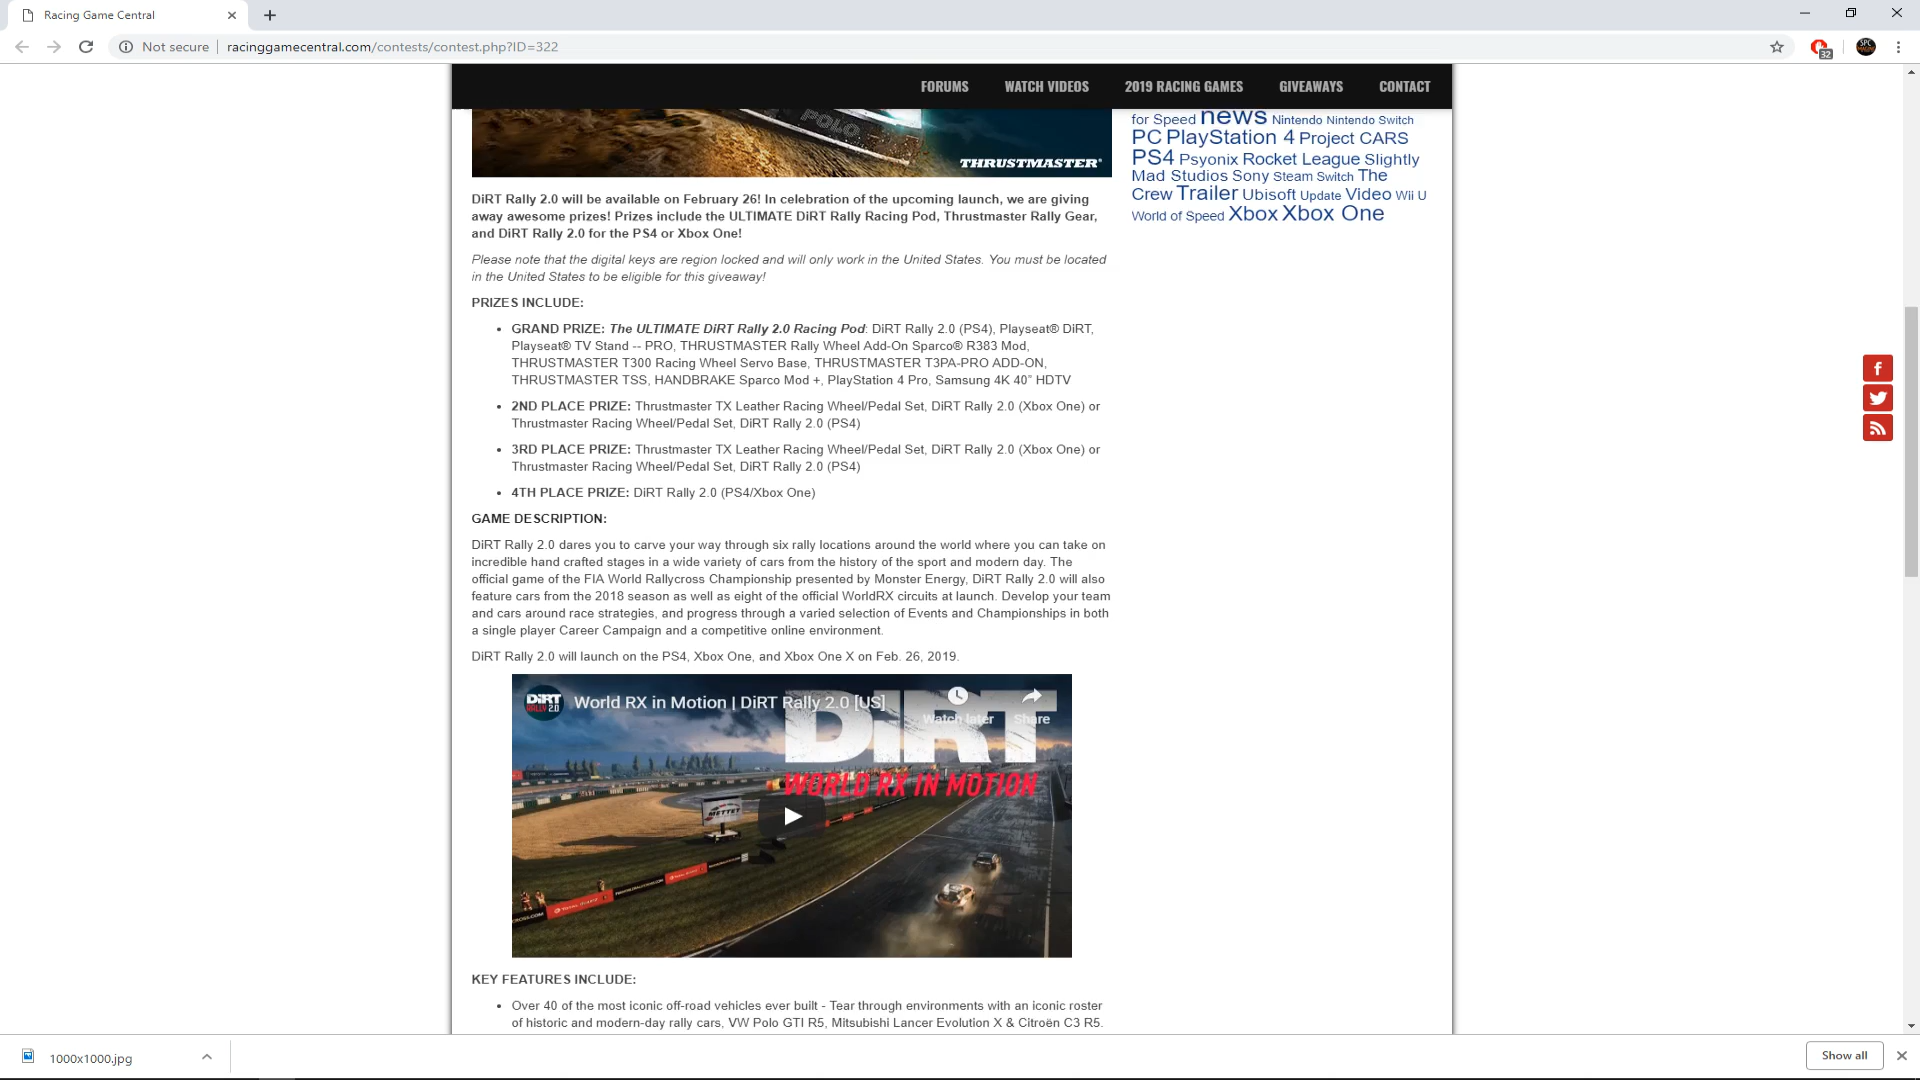 Racing Game Central
Not secure
racinggamecentral.com/contests/contest.php?ID=322
32
FORUMS
WATCH VIDEOS
2019 RACING GAMES
GIVEAWAYS
CONTACT
POLO
THRUSTMASTER®
for Speed news Nintendo Nintendo Switch
PC PlayStation 4 Project CARS
PS4 Psyonix Rocket League Slightly
Mad Studios Sony Steam Switch The
Crew Trailer Ubisoft Update Video Wii U
World of Speed Xbox Xbox One
DiRT Rally 2.0 will be available on February 26! In celebration of the upcoming launch, we are giving
away awesome prizes! Prizes include the ULTIMATE DiRT Rally Racing Pod, Thrustmaster Rally Gear,
and DiRT Rally 2.0 for the PS4 or Xbox One!
Please note that the digital keys are region locked and will only work in the United States. You must be located
in the United States to be eligible for this giveaway!
PRIZES INCLUDE:
• GRAND PRIZE: The ULTIMATE DiRT Rally 2.0 Racing Pod: DiRT Rally 2.0 (PS4), Playseat® DiRT,
Playseat® TV Stand -- PRO, THRUSTMASTER Rally Wheel Add-On Sparco® R383 Mod,
THRUSTMASTER T300 Racing Wheel Servo Base, THRUSTMASTER T3PA-PRO ADD-ON,
THRUSTMASTER TSS, HANDBRAKE Sparco Mod +, PlayStation 4 Pro, Samsung 4K 40” HDTV
• 2ND PLACE PRIZE: Thrustmaster TX Leather Racing Wheel/Pedal Set, DiRT Rally 2.0 (Xbox One) or
Thrustmaster Racing Wheel/Pedal Set, DiRT Rally 2.0 (PS4)
• 3RD PLACE PRIZE: Thrustmaster TX Leather Racing Wheel/Pedal Set, DiRT Rally 2.0 (Xbox One) or
Thrustmaster Racing Wheel/Pedal Set, DiRT Rally 2.0 (PS4)
• 4TH PLACE PRIZE: DiRT Rally 2.0 (PS4/Xbox One)
GAME DESCRIPTION:
DiRT Rally 2.0 dares you to carve your way through six rally locations around the world where you can take on
incredible hand crafted stages in a wide variety of cars from the history of the sport and modern day. The
official game of the FIA World Rallycross Championship presented by Monster Energy, DiRT Rally 2.0 will also
feature cars from the 2018 season as well as eight of the official WorldRX circuits at launch. Develop your team
and cars around race strategies, and progress through a varied selection of Events and Championships in both
a single player Career Campaign and a competitive online environment.
DiRT Rally 2.0 will launch on the PS4, Xbox One, and Xbox One X on Feb. 26, 2019.
DiRT RALLY 2.0
World RX in Motion | DiRT Rally 2.0 [US]
Watch later
Share
DiRT
WORLD RX IN MOTION
METTET
KEY FEATURES INCLUDE:
• Over 40 of the most iconic off-road vehicles ever built - Tear through environments with an iconic roster
of historic and modern-day rally cars, VW Polo GTI R5, Mitsubishi Lancer Evolution X & Citroën C3 R5.
1000x1000.jpg
Show all